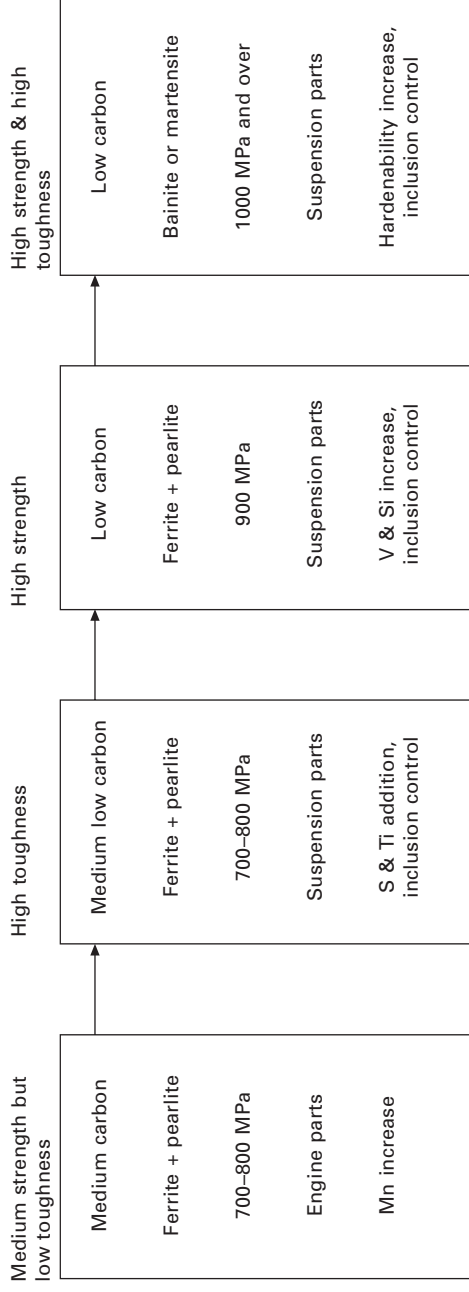 Medium strength but
low toughness
Medium carbon
Ferrite + pearlite
700–800 MPa
Engine parts
Mn increase
High toughness
Medium low carbon
Ferrite + pearlite
700–800 MPa
Suspension parts
S & Ti addition,
inclusion control
High strength
Low carbon
Ferrite + pearlite
900 MPa
Suspension parts
V & Si increase,
inclusion control
High strength & high
toughness
Low carbon
Bainite or martensite
1000 MPa and over
Suspension parts
Hardenability increase,
inclusion control